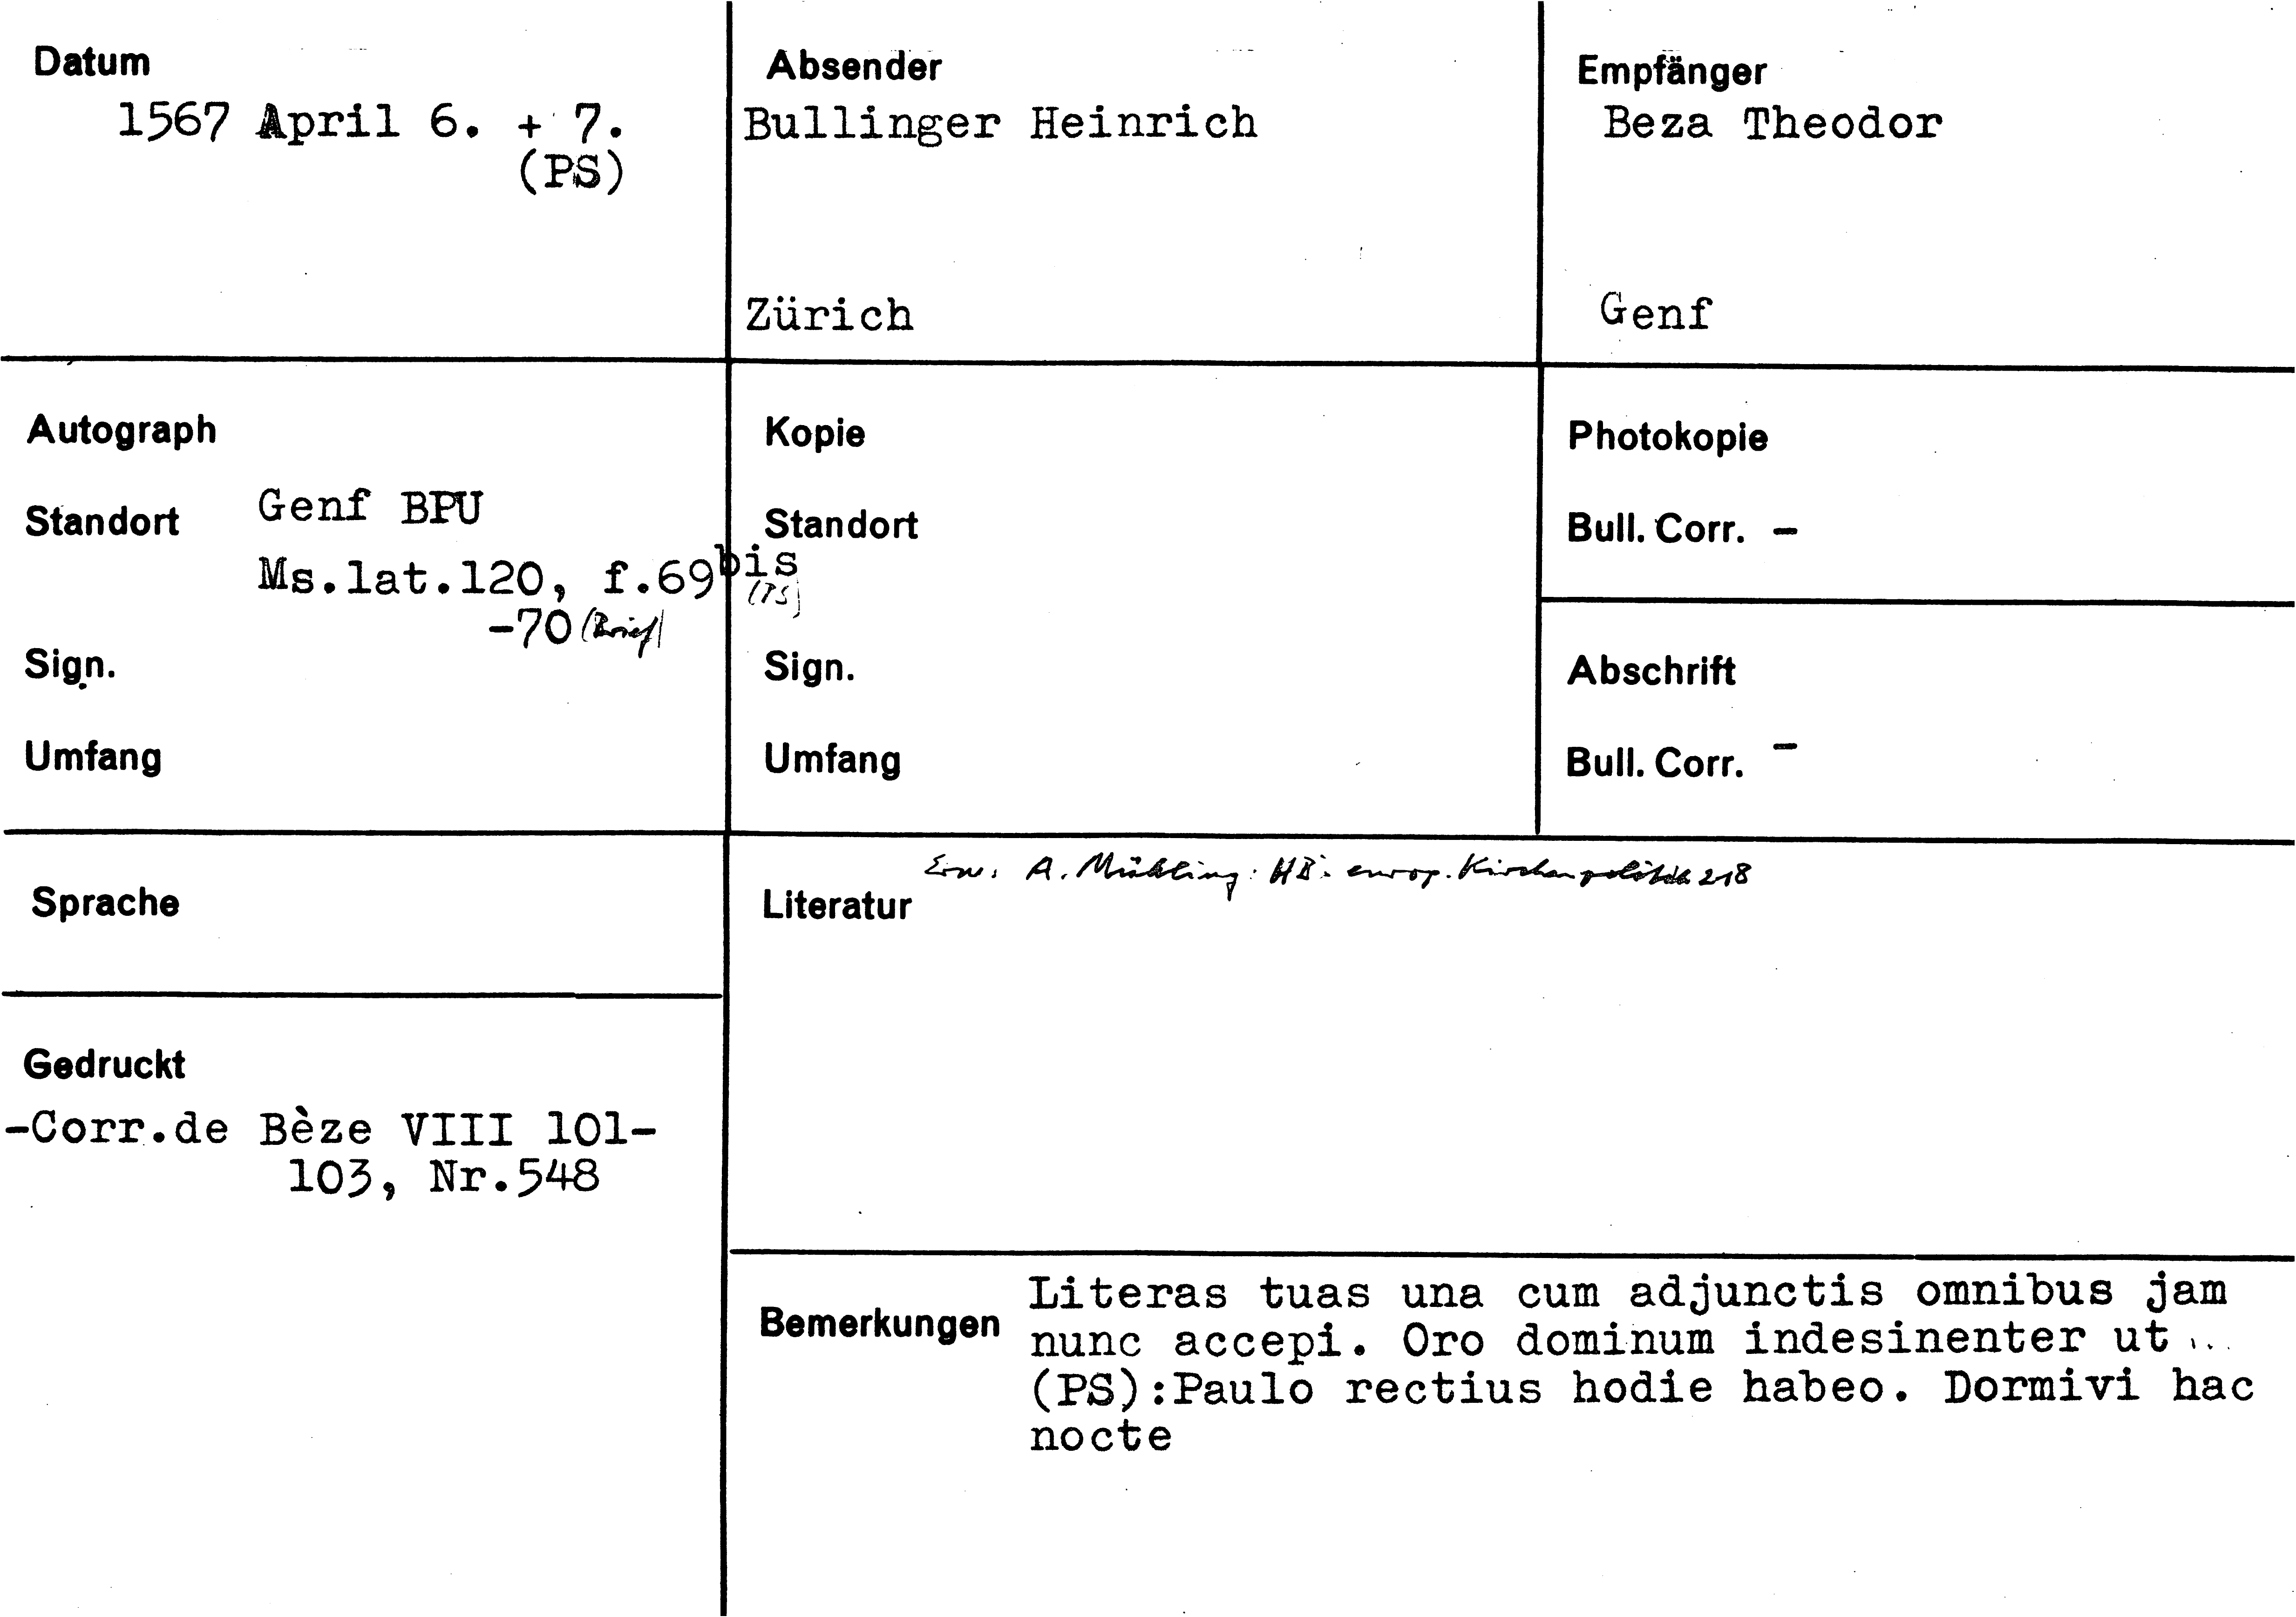 Datum
1567 April 6. + 7.
(PS)
Absender
Bullinger Heinrich
Zürich
Empfänger
Beza Theodor
Genf
Autograph
Standort Genf BPU
Ms.lat.120, f.69bis (PS)
-70 (Brief)
Sign.
Umfang
Kopie
Standort
Sign.
Umfang
Photokopie
Bull. Corr. -
Abschrift
Bull. Corr. -
Sprache
Gedruckt
-Corr.de Bèze VIII 101-
103, Nr.548
Erw. A. Mühling: HB: europ. Kirchenpolitik 218
Literatur
Bemerkungen
Literas tuas una cum adjunctis omnibus jam
nunc accepi. Oro dominum indesinenter ut ...
(PS):Paulo rectius hodie habeo. Dormivi hac
nocte